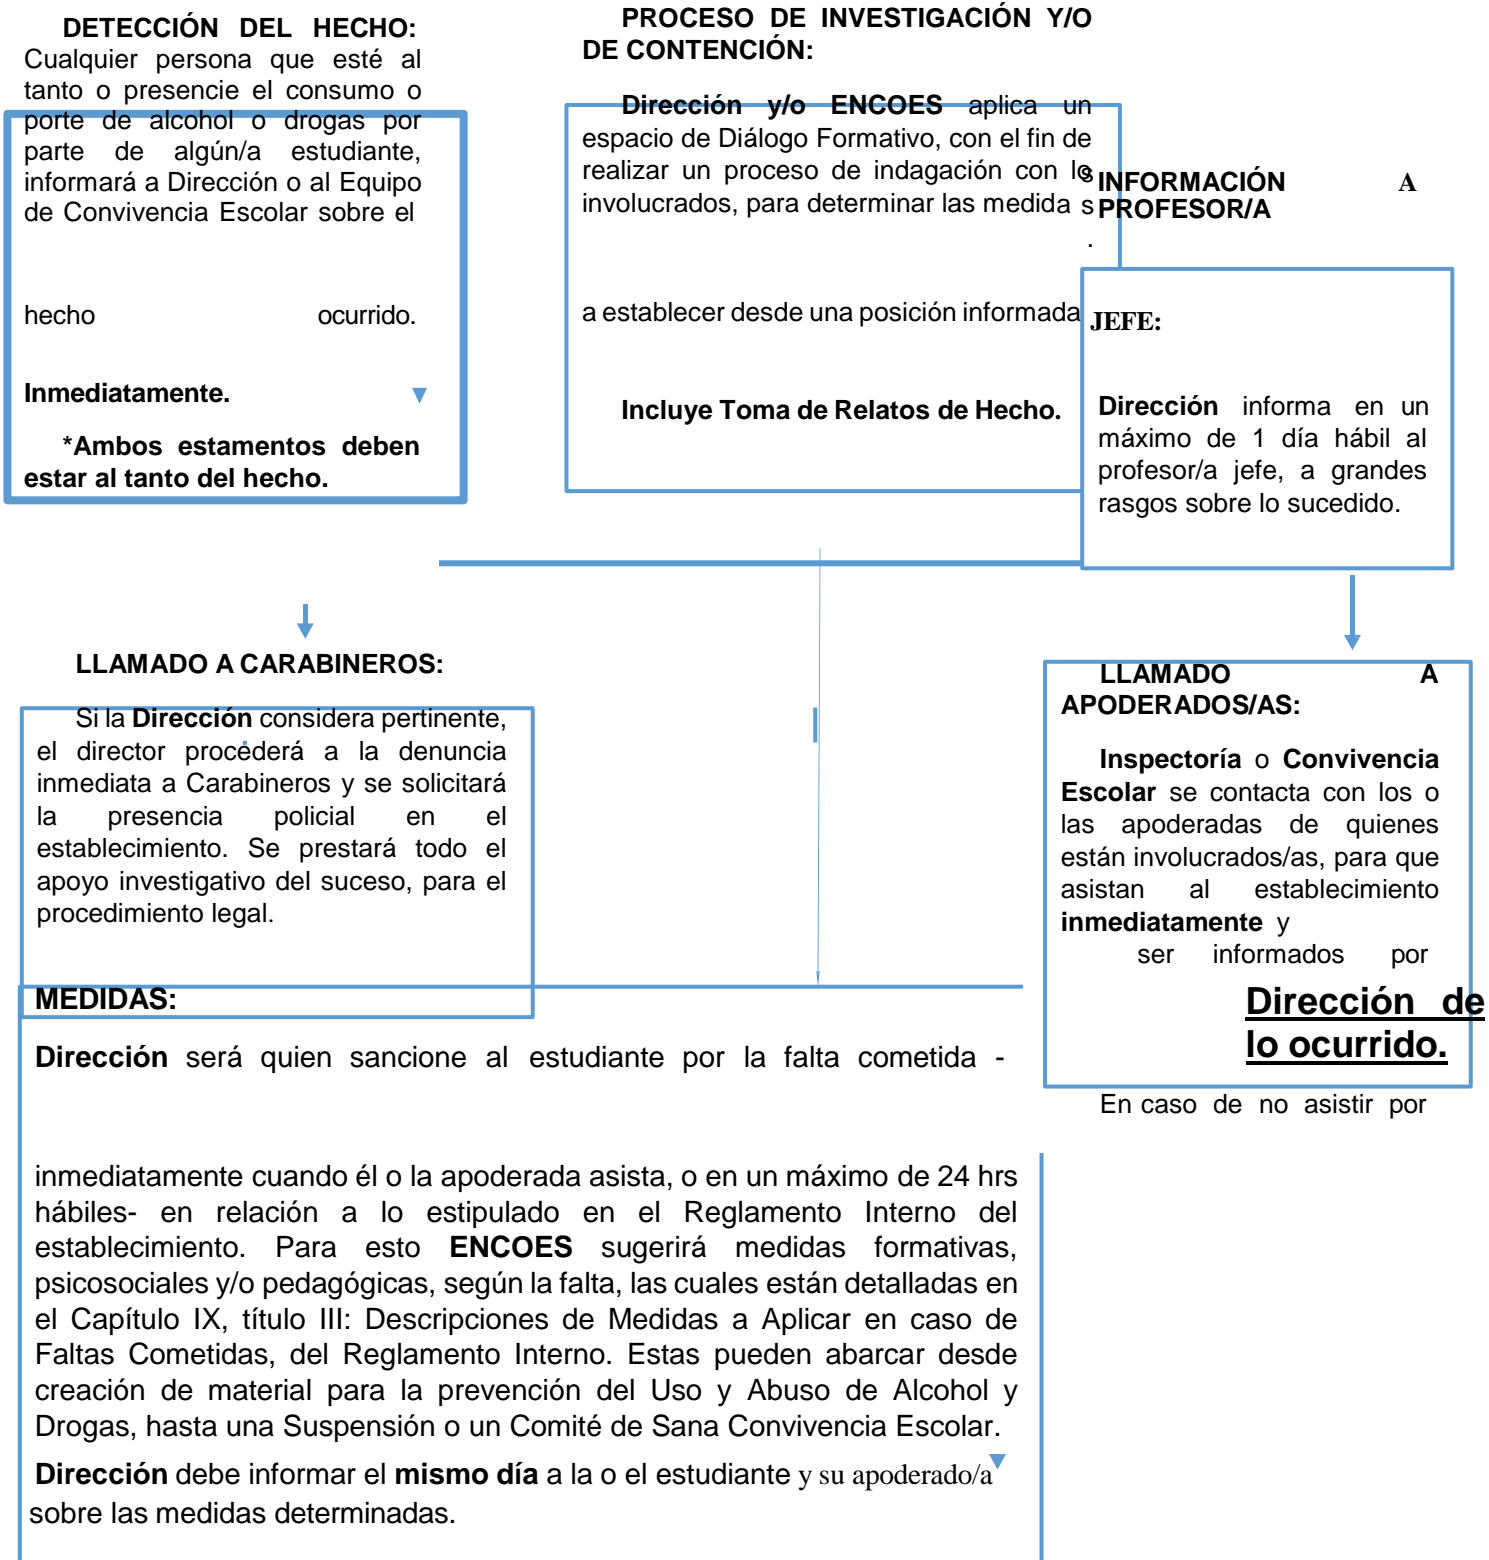 DETECCIÓN DEL HECHO:
Cualquier persona que esté al
tanto o presencie el consumo o
porte de alcohol o drogas por
parte de algún/a estudiante,
informará a Dirección o al Equipo
de Convivencia Escolar sobre el
hecho ocurrido.
Inmediatamente.
*Ambos estamentos deben
estar al tanto del hecho.
PROCESO DE INVESTIGACIÓN Y/O
DE CONTENCIÓN:
Dirección y/o ENCOES aplica un
espacio de Diálogo Formativo, con el fin de
realizar un proceso de indagación con los
involucrados, para determinar las medida s
.
a establecer desde una posición informada
Incluye Toma de Relatos de Hecho.
INFORMACIÓN A
PROFESOR/A
JEFE:
Dirección informa en un
máximo de 1 día hábil al
profesor/a jefe, a grandes
rasgos sobre lo sucedido.
LLAMADO A CARABINEROS:
Si la Dirección considera pertinente,
el director procederá a la denuncia
inmediata a Carabineros y se solicitará
la presencia policial en el
establecimiento. Se prestará todo el
apoyo investigativo del suceso, para el
procedimiento legal.
LLAMADO A
APODERADOS/AS:
Inspectoría o Convivencia
Escolar se contacta con los o
las apoderadas de quienes
están involucrados/as, para que
asistan al establecimiento
inmediatamente y
ser informados por
Dirección de
lo ocurrido.
En caso de no asistir por
MEDIDAS:
Dirección será quien sancione al estudiante por la falta cometida -
inmediatamente cuando él o la apoderada asista, o en un máximo de 24 hrs
hábiles- en relación a lo estipulado en el Reglamento Interno del
establecimiento. Para esto ENCOES sugerirá medidas formativas,
psicosociales y/o pedagógicas, según la falta, las cuales están detalladas en
el Capítulo IX, título III: Descripciones de Medidas a Aplicar en caso de
Faltas Cometidas, del Reglamento Interno. Estas pueden abarcar desde
creación de material para la prevención del Uso y Abuso de Alcohol y
Drogas, hasta una Suspensión o un Comité de Sana Convivencia Escolar.
Dirección debe informar el mismo día a la o el estudiante y su apoderado/a
sobre las medidas determinadas.